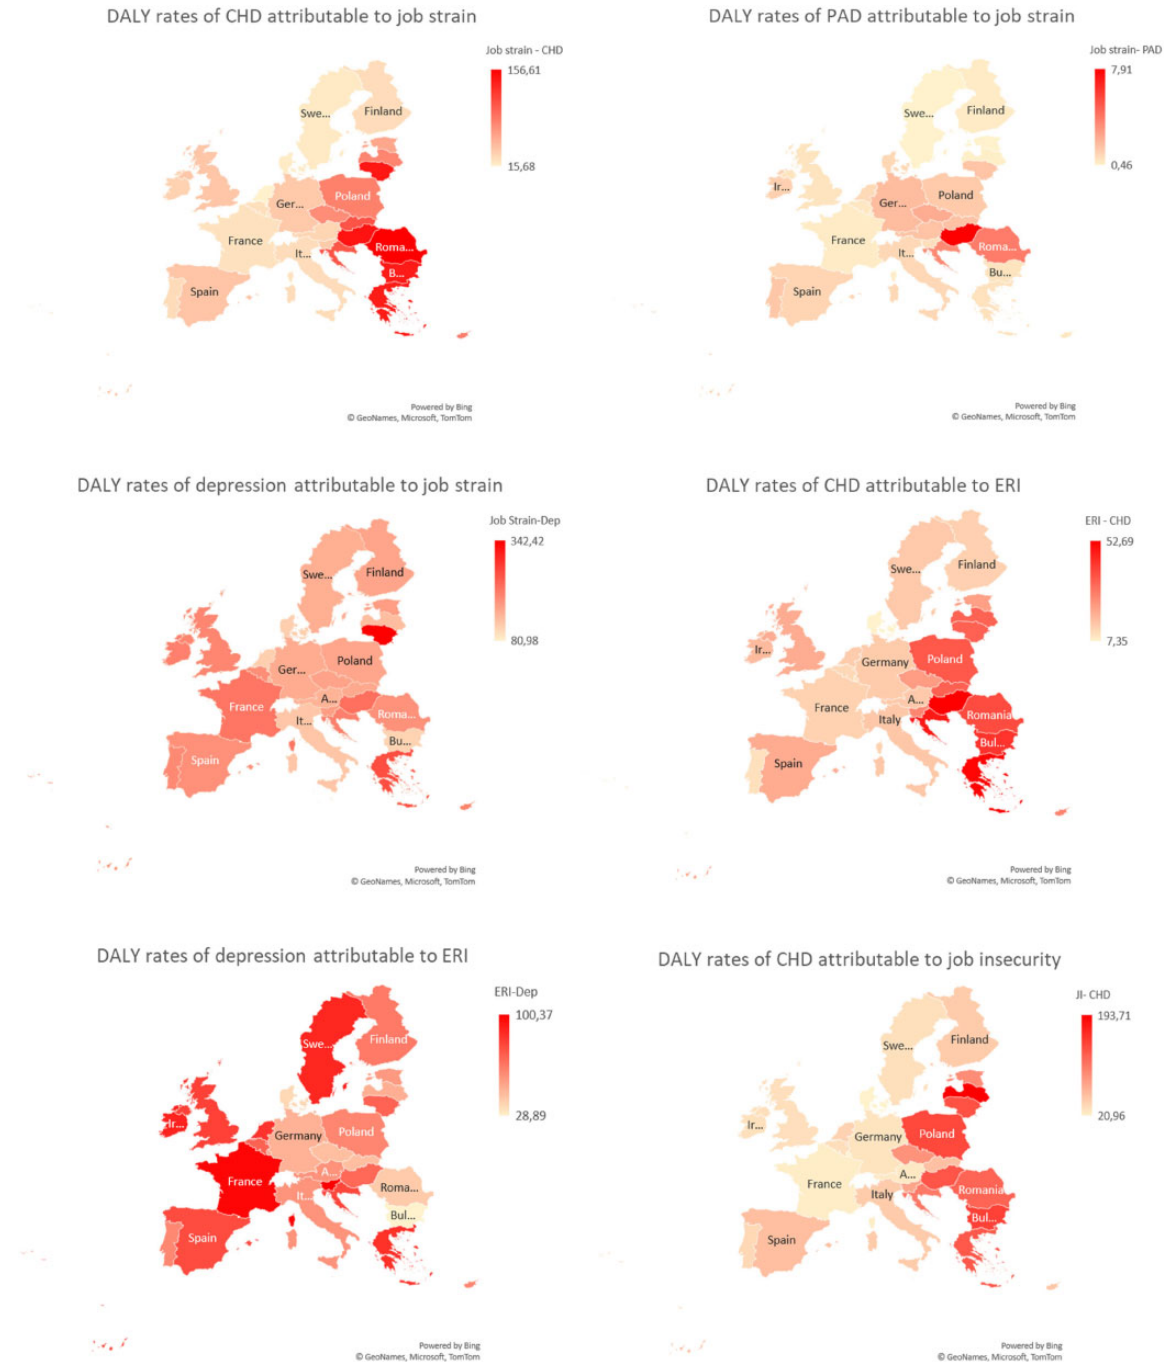 DALY rates of CHD attributable to job strain
Job strain - CHD
156,61
15,68
Swe...
Finland
Ger...
Poland
France
It...
Roma...
B...
Spain
Powered by Bing
© GeoNames, Microsoft, TomTom
DALY rates of PAD attributable to job strain
Job strain- PAD
7,91
0,46
Swe...
Finland
Ir...
Ger...
Poland
France
It...
Roma...
Bu...
Spain
Powered by Bing
© GeoNames, Microsoft, TomTom
DALY rates of depression attributable to job strain
Job Strain-Dep
342,42
80,98
Swe...
Finland
Ger...
Poland
A...
France
It...
Roma...
Bu...
Spain
Powered by Bing
© GeoNames, Microsoft, TomTom
DALY rates of CHD attributable to ERI
ERI - CHD
52,69
7,35
Swe...
Finland
Ir...
Germany
Poland
A...
France
Italy
Romania
Bul...
Spain
Powered by Bing
© GeoNames, Microsoft, TomTom
DALY rates of depression attributable to ERI
ERI-Dep
100,37
28,89
Swe...
Finland
Ir...
Germany
Poland
A...
France
It...
Roma...
Bul...
Spain
Powered by Bing
© GeoNames, Microsoft, TomTom
DALY rates of CHD attributable to job insecurity
JI- CHD
193,71
20,96
Swe...
Finland
Ir...
Germany
Poland
A...
France
Italy
Romania
Bul...
Spain
Powered by Bing
© GeoNames, Microsoft, TomTom